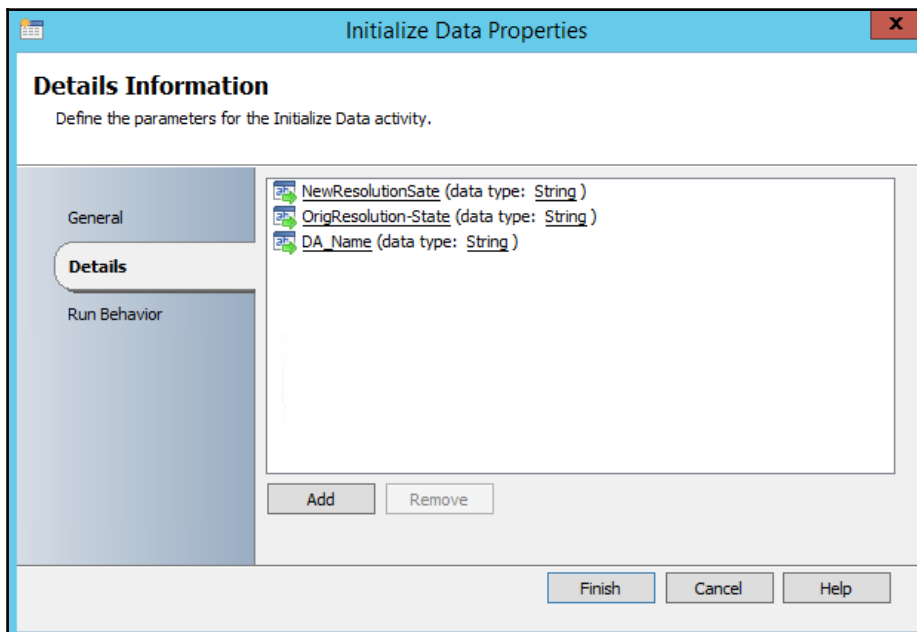 Initialize Data Properties
x
Details Information
Define the parameters for the Initialize Data activity.
General
Details
Run Behavior
NewResolutionSate (data type: String )
OrigResolution-State (data type: String )
DA_Name (data type: String )
Add
Remove
Finish
Cancel
Help